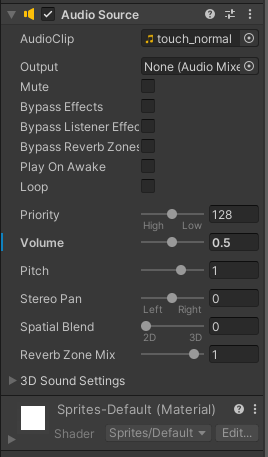 Audio Source
AudioClip touch_normal
Output None (Audio Mixe
Mute
Bypass Effects
Bypass Listener Effec
Bypass Reverb Zones
Play On Awake
Loop
Priority 128
High Low
Volume 0.5
Pitch 1
Stereo Pan 0
Left Right
Spatial Blend 0
2D 3D
Reverb Zone Mix 1
3D Sound Settings
Sprites-Default (Material)
Shader Sprites/Default Edit...